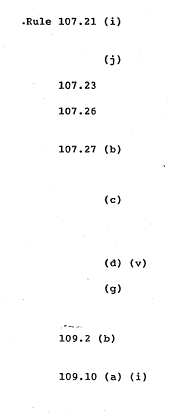 .Rule 107.21 (i)
(j)
107.23
107.26
107.27 (b)
(c)
(d) (v)
(g)
109.2 (b)
109.10 (a) (i)